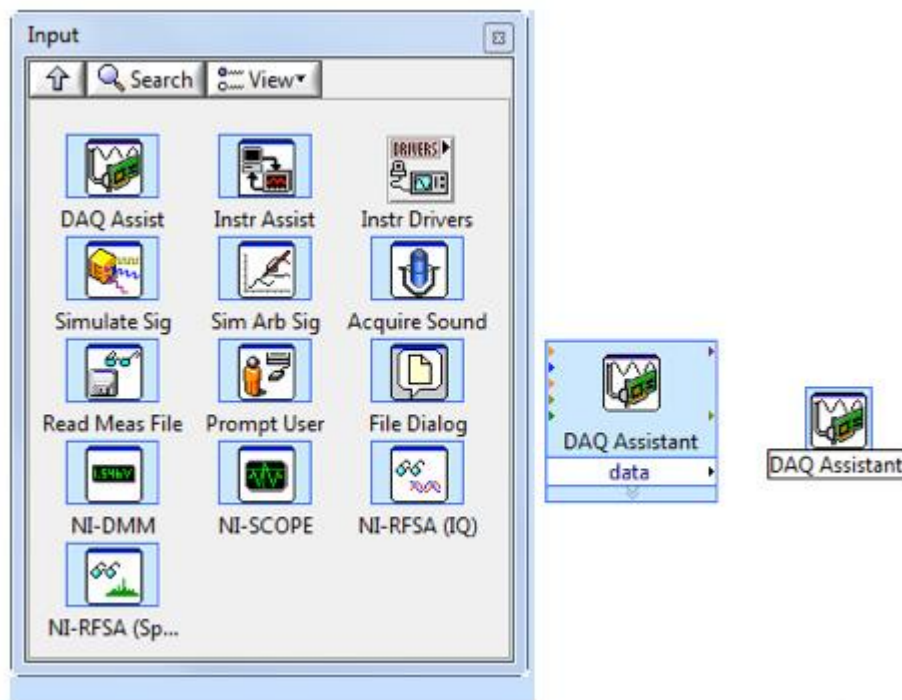 Input
Search View
DRIVERS
DAQ Assist Instr Assist Instr Drivers
Simulate Sig Sim Arb Sig Acquire Sound
Read Meas File Prompt User File Dialog
NI-DMM NI-SCOPE NI-RFSA (IQ)
NI-RFSA (Sp...
DAQ Assistant
data
DAQ Assistant